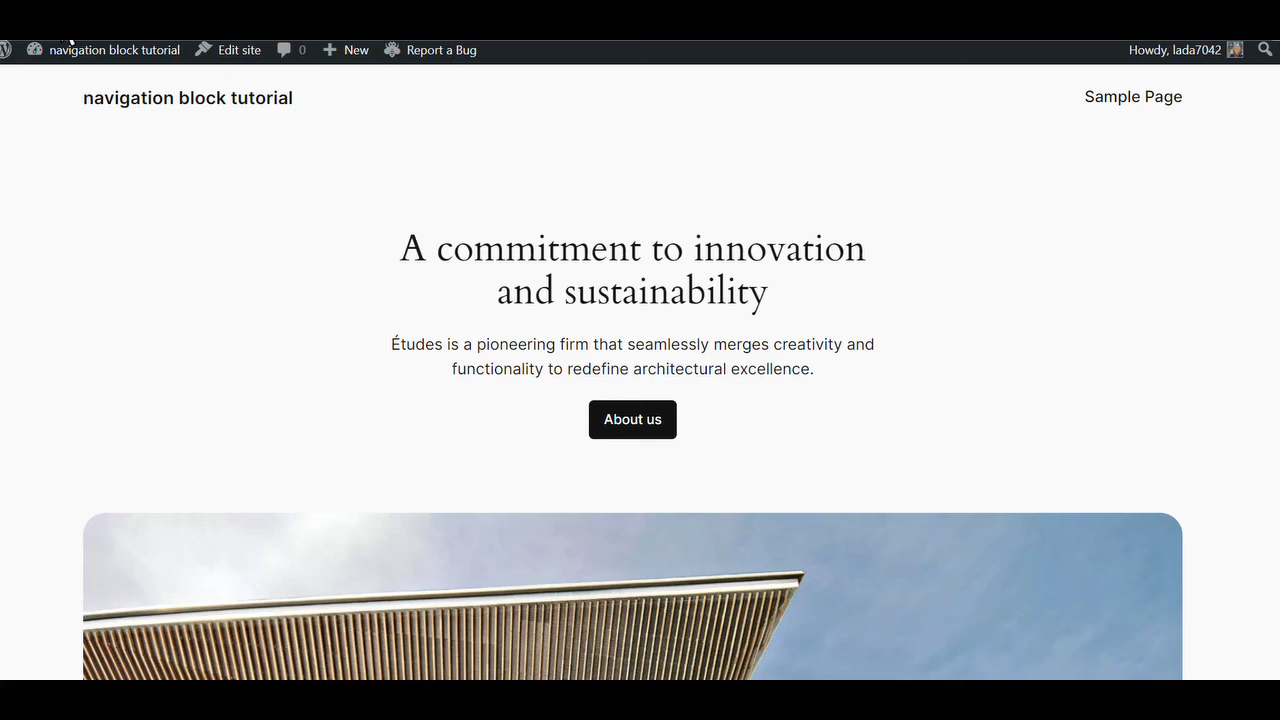 navigation block tutorial Edit site 0 New Report a Bug Howdy, lada7042
navigation block tutorial Sample Page
A commitment to innovation
and sustainability
Études is a pioneering firm that seamlessly merges creativity and
functionality to redefine architectural excellence.
About us